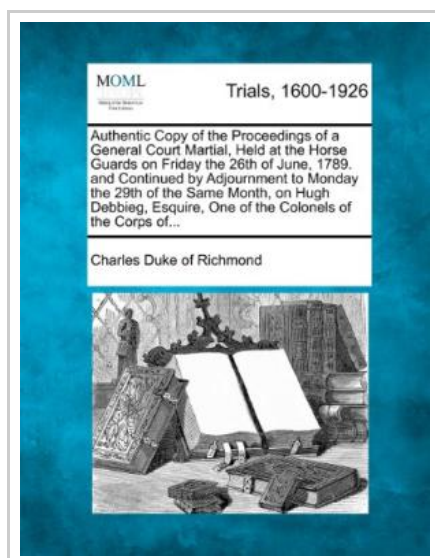 MOML
Trials, 1600-1926
Authentic Copy of the Proceedings of a
General Court Martial, Held at the Horse
Guards on Friday the 26th of June, 1789.
and Continued by Adjournment to Monday
the 29th of the Same Month, on Hugh
Debbieg, Esquire, One of the Colonels of
the Corps of...
Charles Duke of Richmond